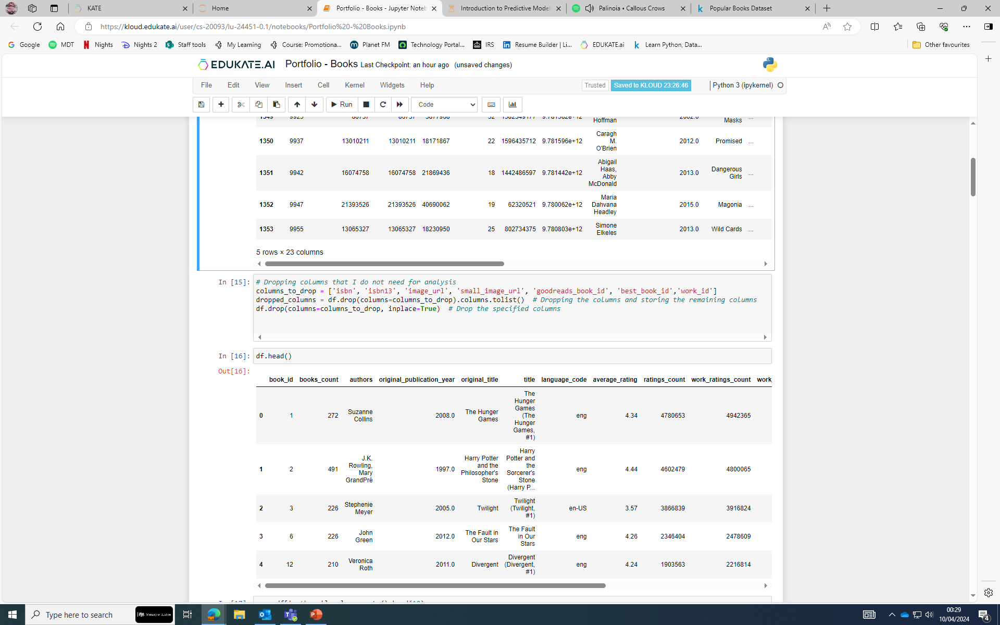 KATE
Home
Portfolio - Books - Jupyter Noteb
Introduction to Predictive Model
Palinoia • Callous Crows
Popular Books Dataset
https://kloud.edukate.ai/user/cs-20093/lu-24451-0.1/notebooks/Portfolio%20-%20Books.ipynb
Google MDT Nights Nights 2 Staff tools My Learning Course: Promotiona... Planet FM Technology Portal... IRS Resume Builder | Li... EDUKATE.ai Learn Python, Data... Other favourites
EDUKATE.AI Portfolio - Books Last Checkpoint: an hour ago (unsaved changes)
File Edit View Insert Cell Kernel Widgets Help Trusted Saved to KLOUD 23:26:46 Python 3 (ipykernel)
Run Code
Hoffman Masks ...
1350 9937 13010211 13010211 18171867 22 1596435712 9.781596e+12 Caragh M. O'Brien 2012.0 Promised ...
1351 9942 16074758 16074758 21869436 18 1442486597 9.781442e+12 Abigail Haas, Abby McDonald 2013.0 Dangerous Girls ...
1352 9947 21393526 21393526 40690062 19 62320521 9.780062e+12 Maria Dahvana Headley 2015.0 Magonia ...
1353 9955 13065327 13065327 18230950 25 802734375 9.780803e+12 Simone Elkeles 2013.0 Wild Cards ...
5 rows × 23 columns
In [15]: # Dropping columns that I do not need for analysis
columns_to_drop = ['isbn', 'isbn13', 'image_url', 'small_image_url', 'goodreads_book_id', 'best_book_id','work_id']
dropped_columns = df.drop(columns=columns_to_drop).columns.tolist()  # Dropping the columns and storing the remaining columns
df.drop(columns=columns_to_drop, inplace=True)  # Drop the specified columns
In [16]: df.head()
Out[16]:
book_id books_count authors original_publication_year original_title title language_code average_rating ratings_count work_ratings_count work_
0 1 272 Suzanne Collins 2008.0 The Hunger Games The Hunger Games (The Hunger Games, #1) eng 4.34 4780653 4942365
1 2 491 J.K. Rowling, Mary GrandPré 1997.0 Harry Potter and the Philosopher's Stone Harry Potter and the Sorcerer's Stone (Harry P... eng 4.44 4602479 4800065
2 3 226 Stephenie Meyer 2005.0 Twilight Twilight (Twilight, #1) en-US 3.57 3866839 3916824
3 6 226 John Green 2012.0 The Fault in Our Stars The Fault in Our Stars eng 4.26 2346404 2478609
4 12 210 Veronica Roth 2011.0 Divergent Divergent (Divergent, #1) eng 4.24 1903563 2216814
Type here to search
Ministry of Justice
00:29
10/04/2024
4